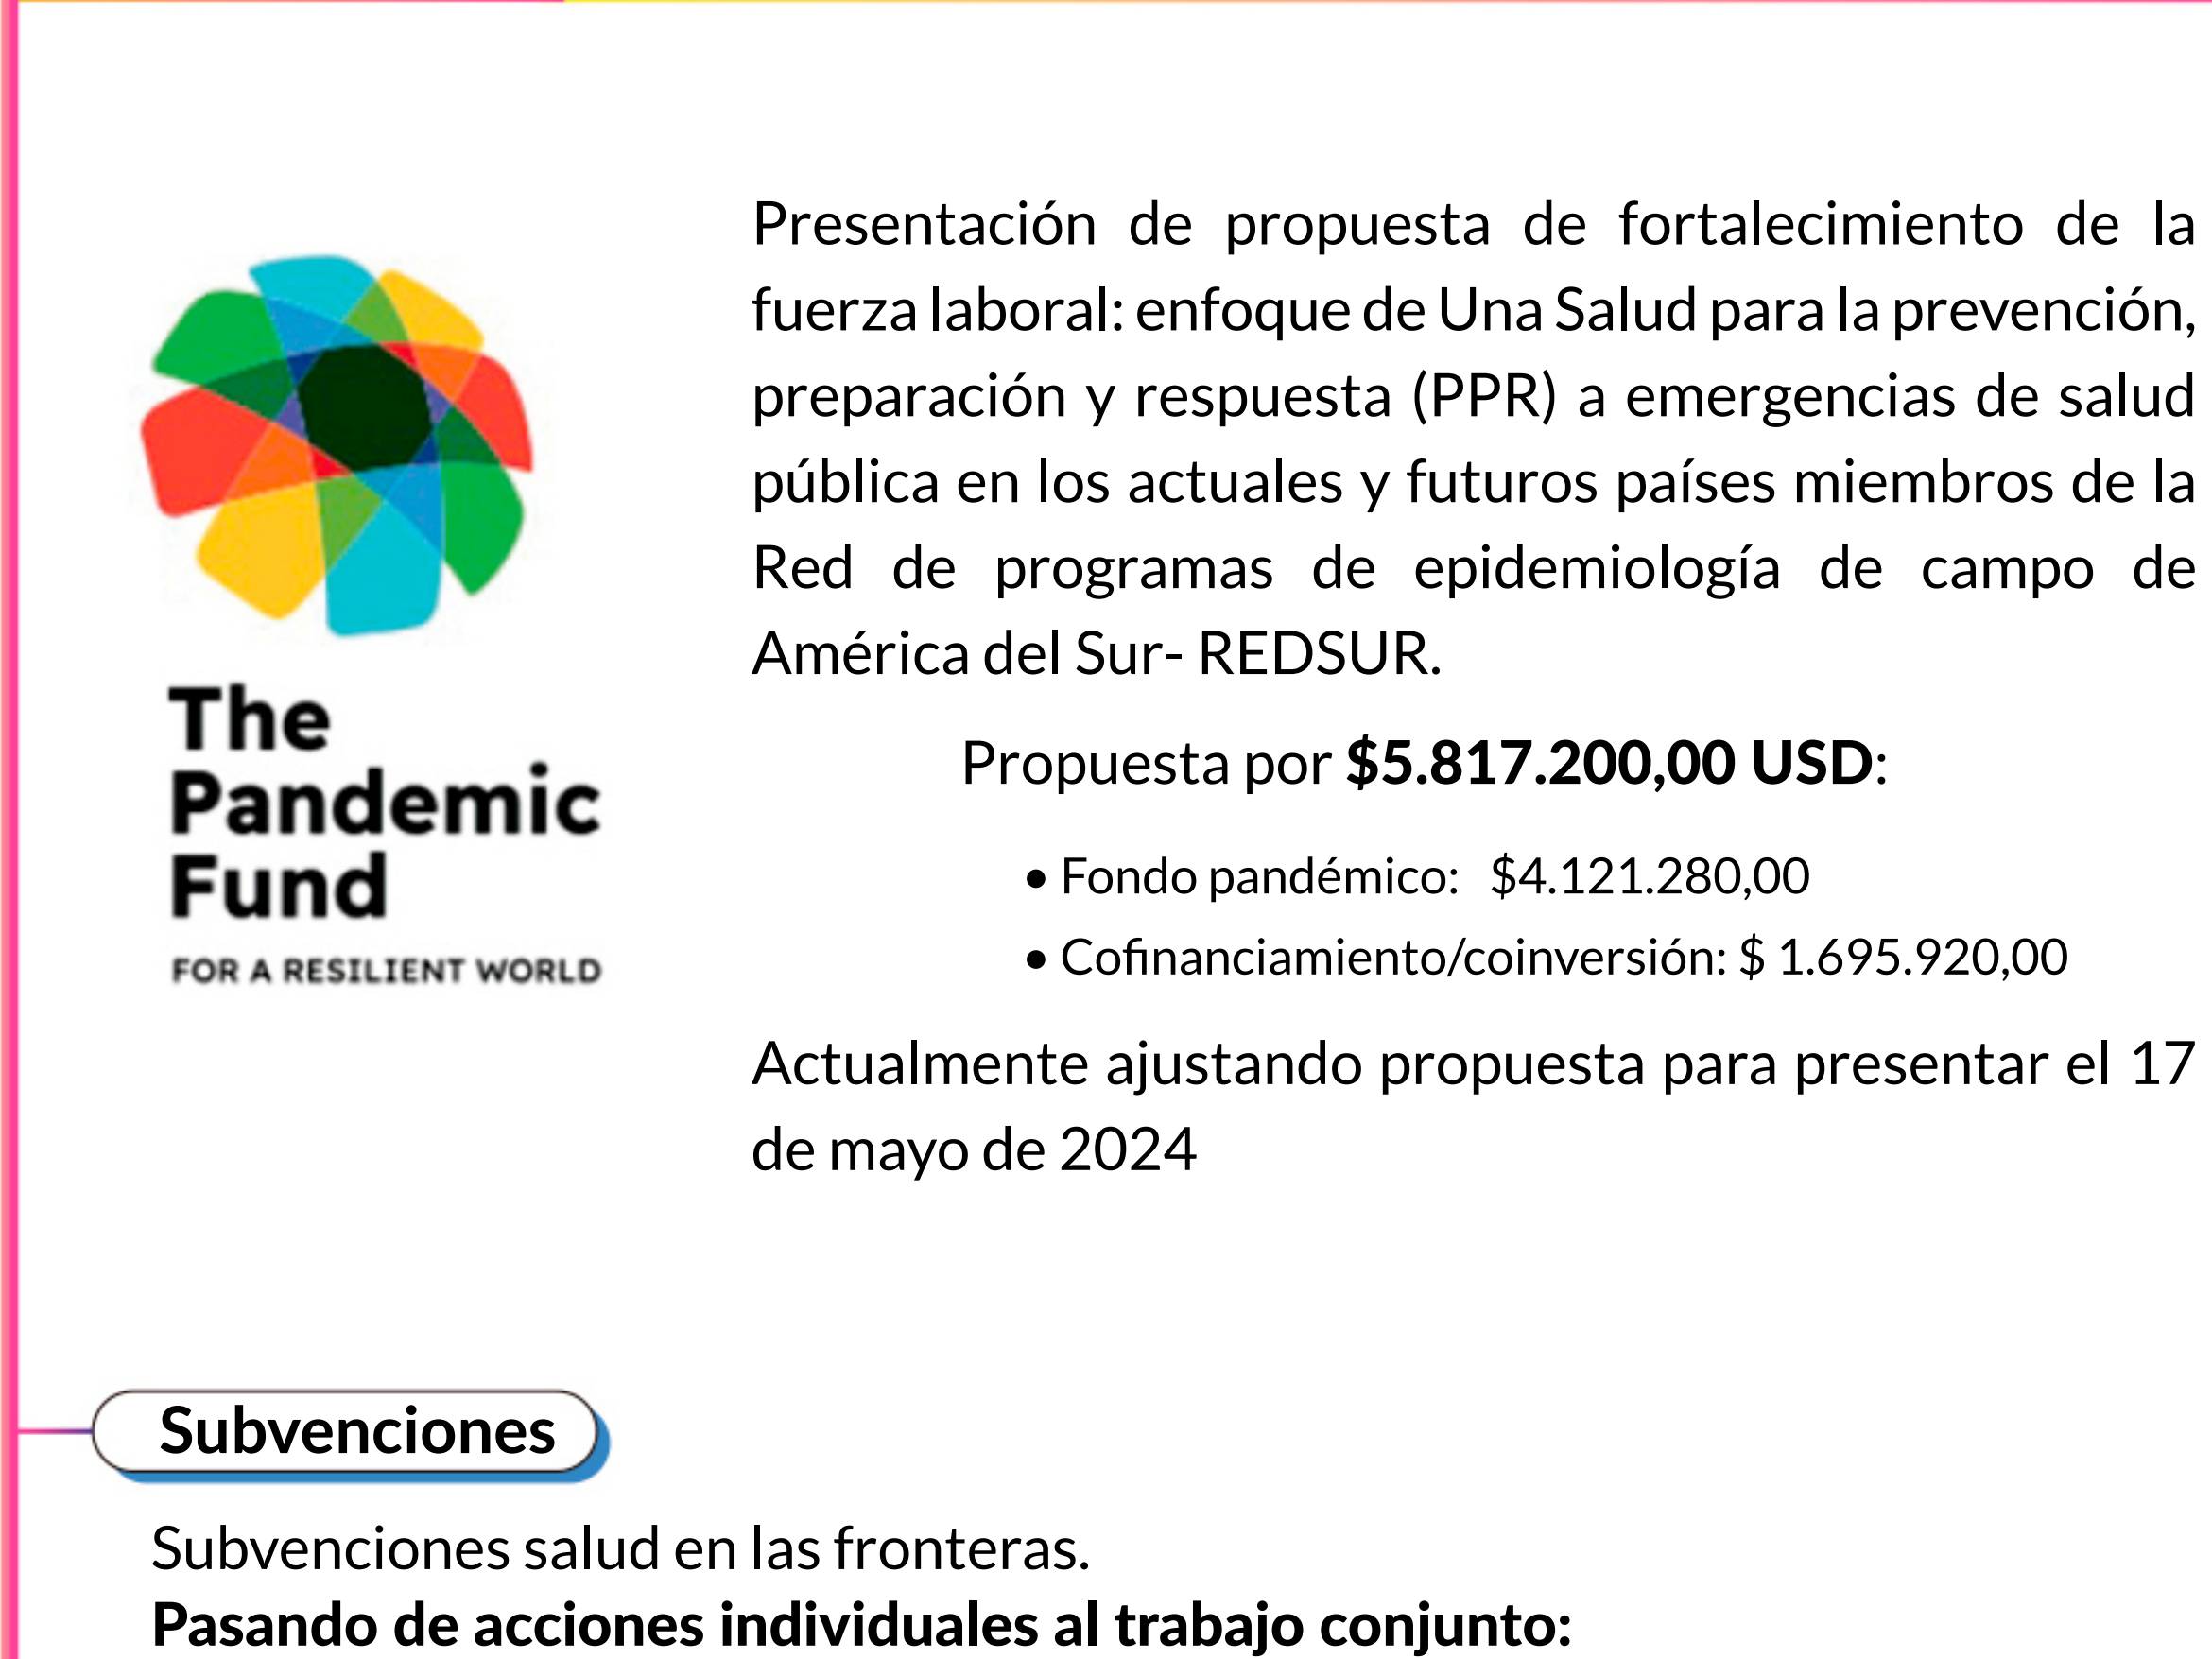 Presentación de propuesta de fortalecimiento de la
fuerza laboral: enfoque de Una Salud para la prevención,
preparación y respuesta (PPR) a emergencias de salud
pública en los actuales y futuros países miembros de la
Red de programas de epidemiología de campo de
América del Sur- REDSUR.
The
Pandemic
Fund
FOR A RESILIENT WORLD
Propuesta por $5.817.200,00 USD:
• Fondo pandémico: $4.121.280,00
• Cofinanciamiento/coinversión: $ 1.695.920,00
Actualmente ajustando propuesta para presentar el 17
de mayo de 2024
Subvenciones
Subvenciones salud en las fronteras.
Pasando de acciones individuales al trabajo conjunto: